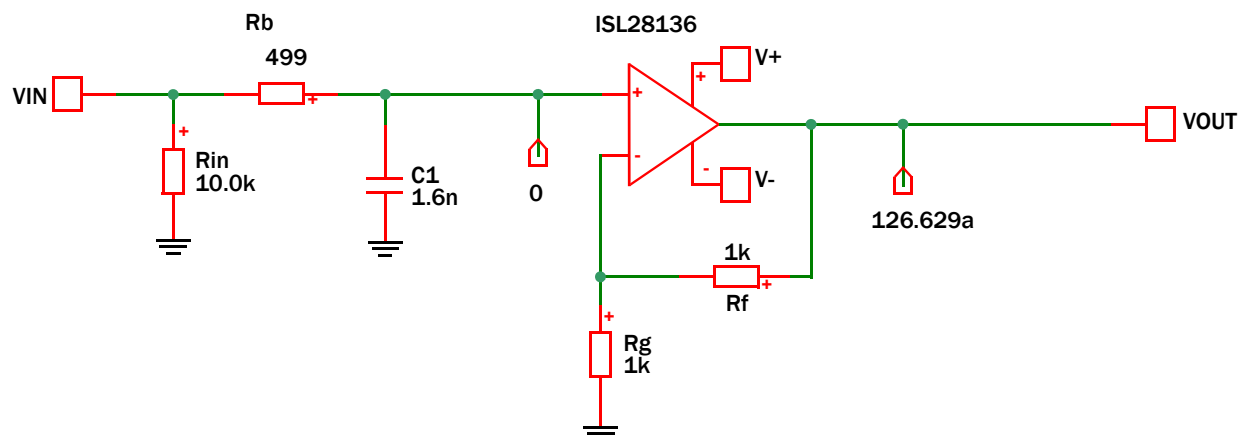 Rb
499
ISL28136
V+
VIN
+
+
+
VOUT
+
Rin
10.0k
C1
1.6n
0
-
-
V-
126.629a
1k
+
Rf
+
Rg
1k